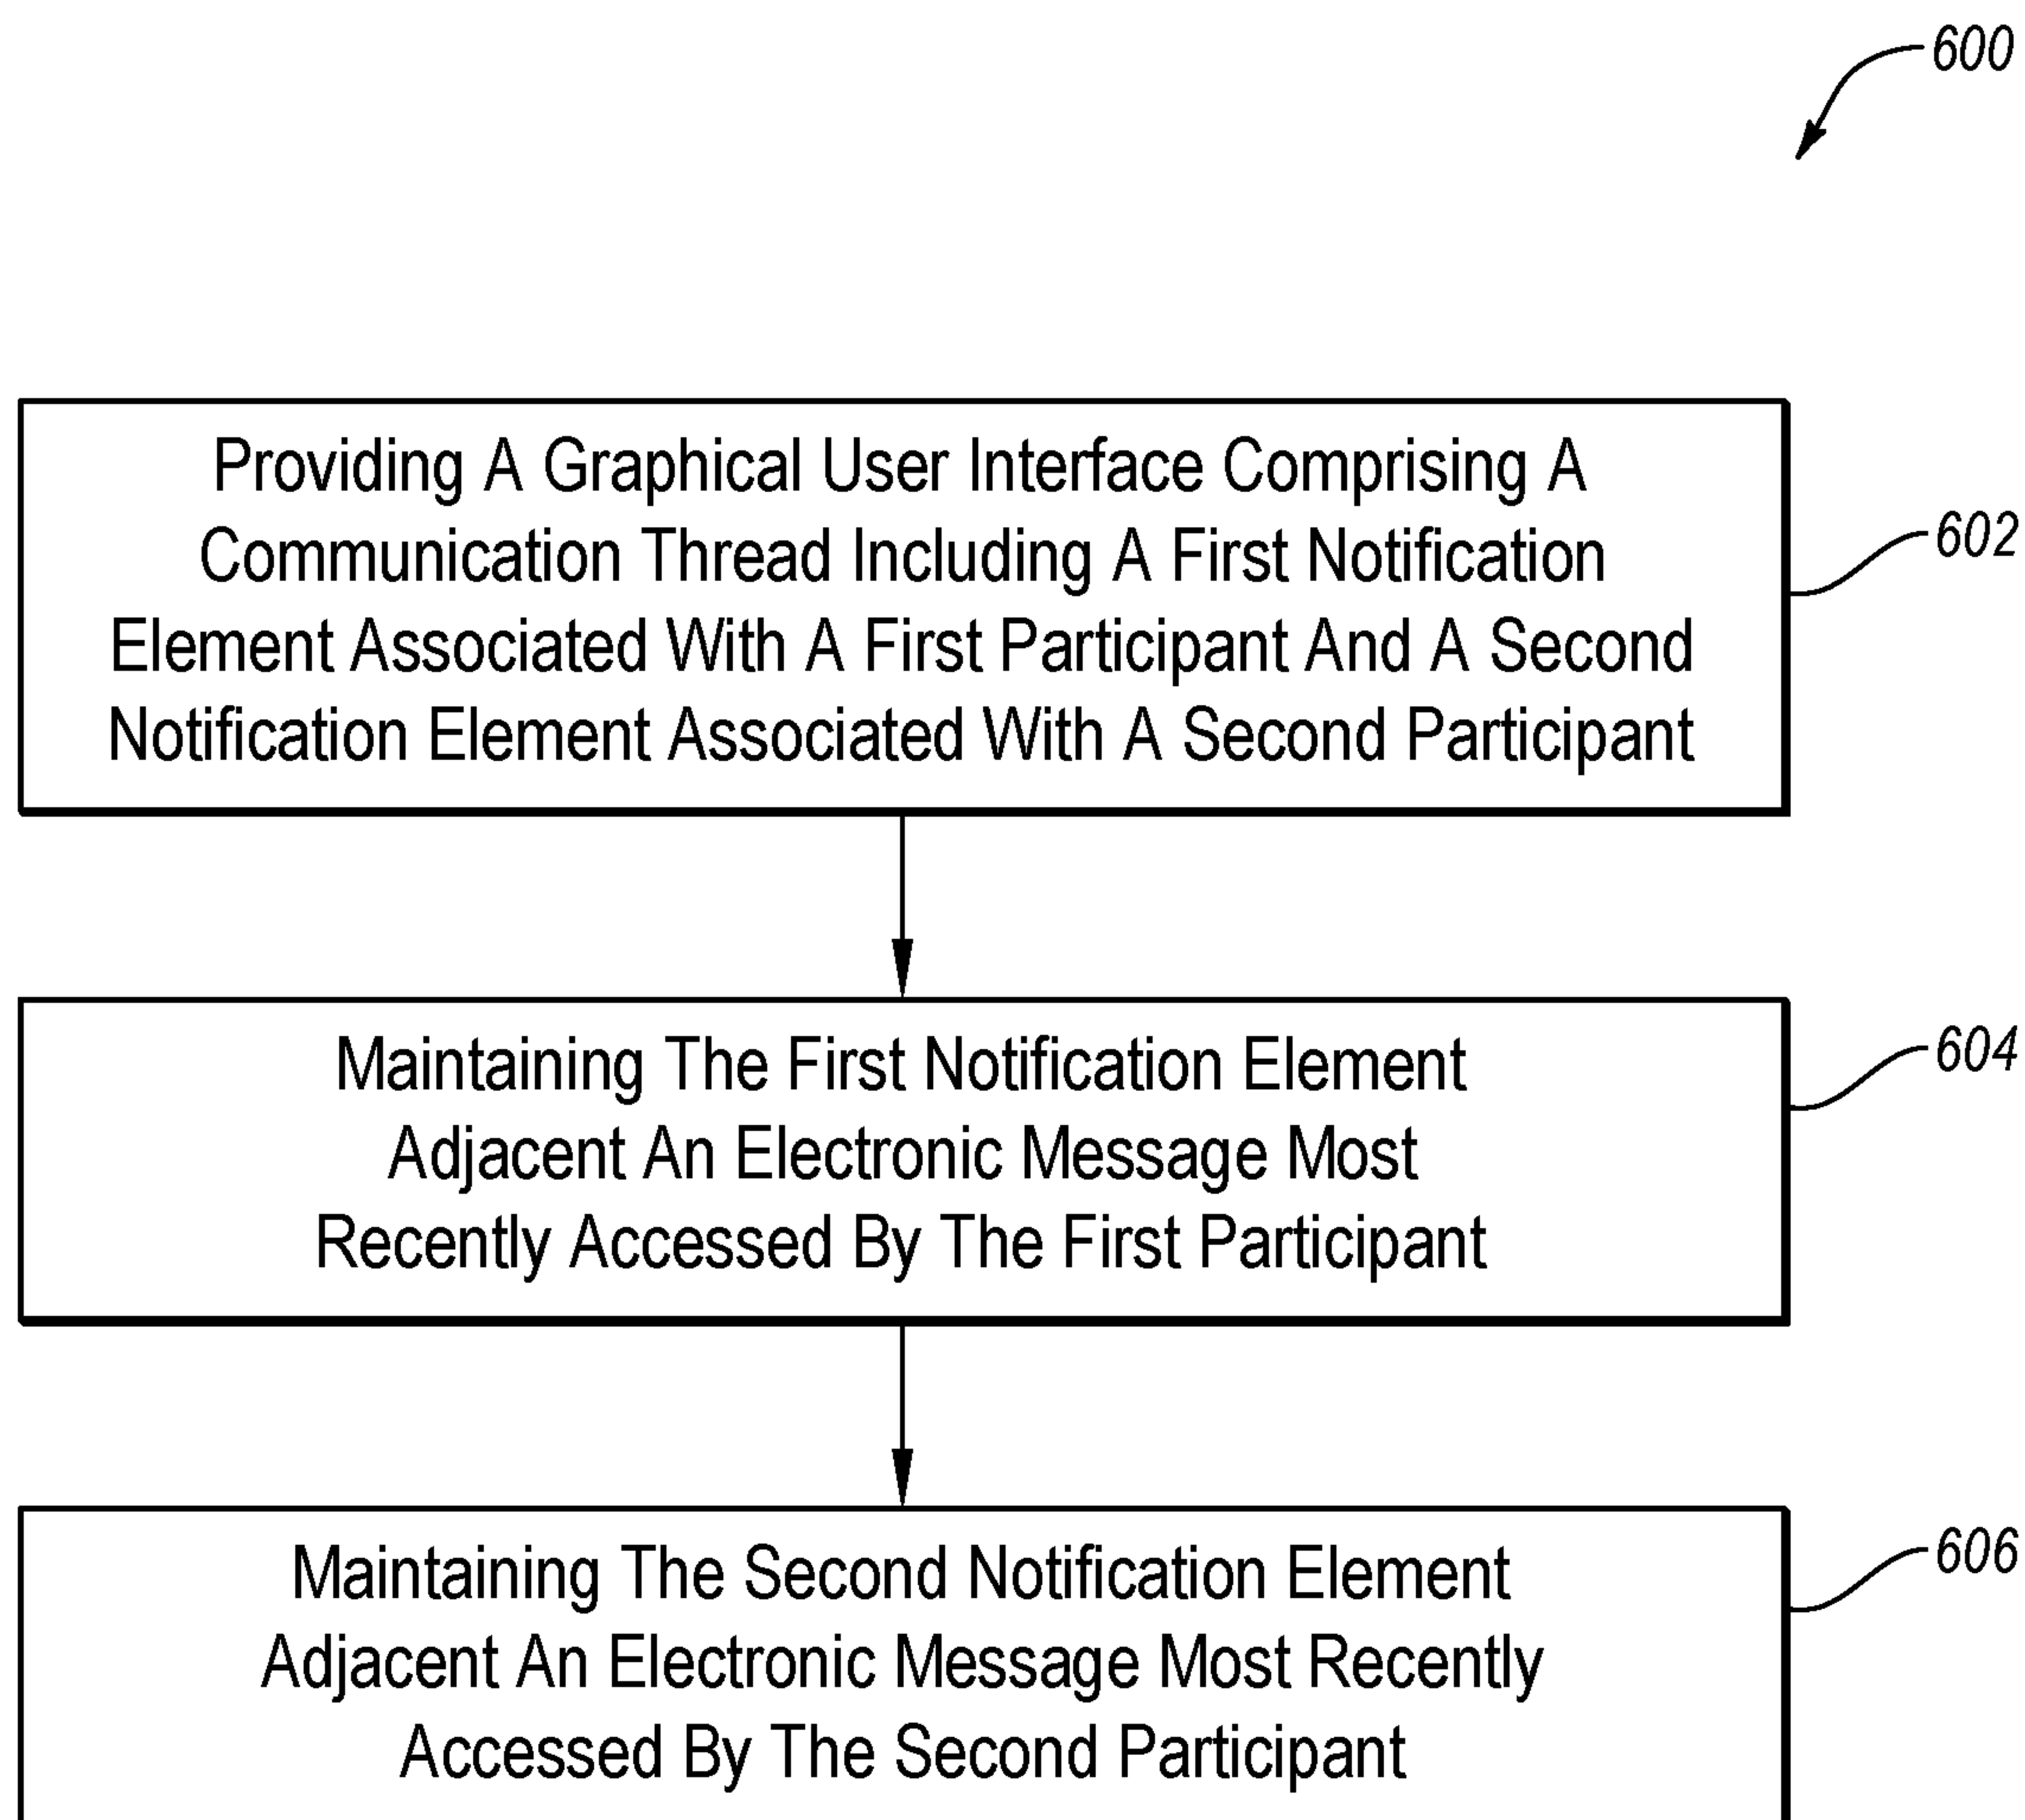 600
Providing A Graphical User Interface Comprising A
Communication Thread Including A First Notification
Element Associated With A First Participant And A Second
Notification Element Associated With A Second Participant
602
Maintaining The First Notification Element
Adjacent An Electronic Message Most
Recently Accessed By The First Participant
604
Maintaining The Second Notification Element
Adjacent An Electronic Message Most Recently
Accessed By The Second Participant
606